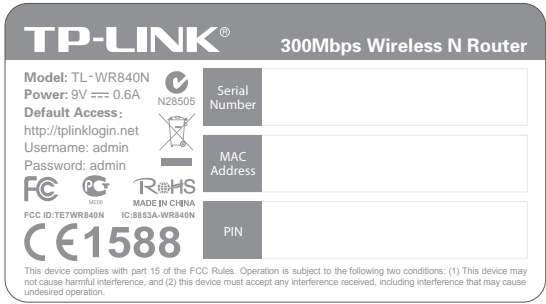 TP-LINK®
300Mbps Wireless N Router
Model: TL-WR840N
Power: 9V ⎓ 0.6A
Default Access:
http://tplinklogin.net
Username: admin
Password: admin
N28505
FC
PCT
ME06
RoHS
MADE IN CHINA
FCC ID:TE7WR840N IC:8853A-WR840N
CE1588
Serial
Number
MAC
Address
PIN
This device complies with part 15 of the FCC Rules. Operation is subject to the following two conditions: (1) This device may
not cause harmful interference, and (2) this device must accept any interference received, including interference that may cause
undesired operation.